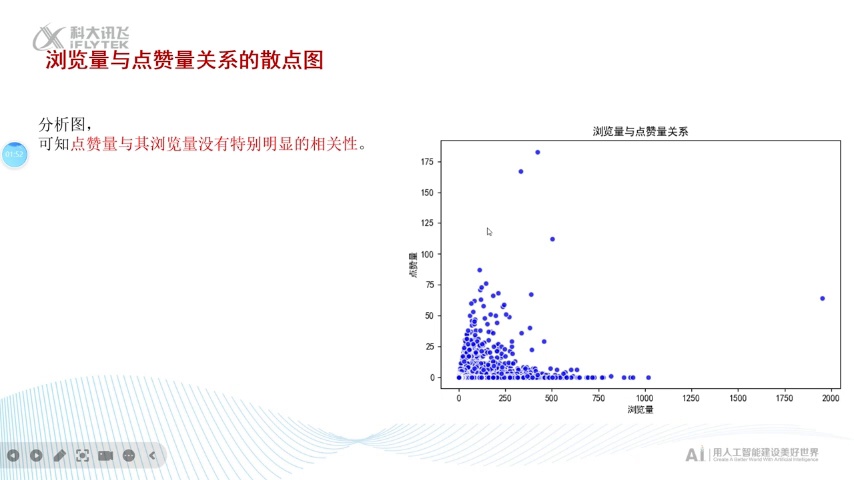 科大讯飞
iFLYTEK
浏览量与点赞量关系的散点图
分析图，
可知点赞量与其浏览量没有特别明显的相关性。
01:52
浏览量与点赞量关系
点赞量
175
150
125
100
75
50
25
0
0 250 500 750 1000 1250 1500 1750 2000
浏览量
AI 用人工智能建设美好世界
Create A Better World With Artificial Intelligence